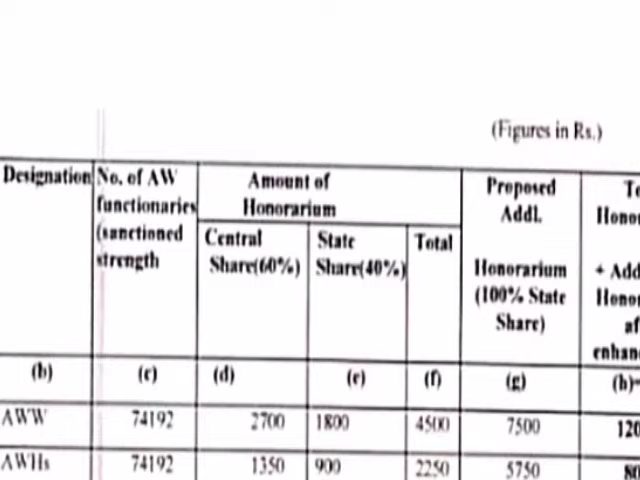 (Figures in Rs.)
Designation No. of AW functionaries (sanctioned strength
Amount of Honorarium
Central Share(60%)
State Share(40%)
Total
Proposed Addl. Honorarium (100% State Share)
+
(b) (c) (d) (e) (f) (g) (h)
AWW 74192 2700 1800 4500 7500
AWHs 74192 1350 900 2250 5750